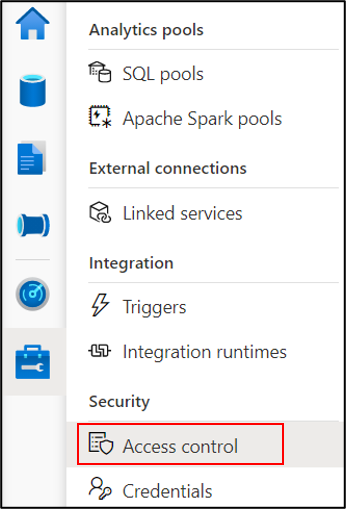 Analytics pools
SQL pools
Apache Spark pools
External connections
Linked services
Integration
Triggers
Integration runtimes
Security
Access control
Credentials